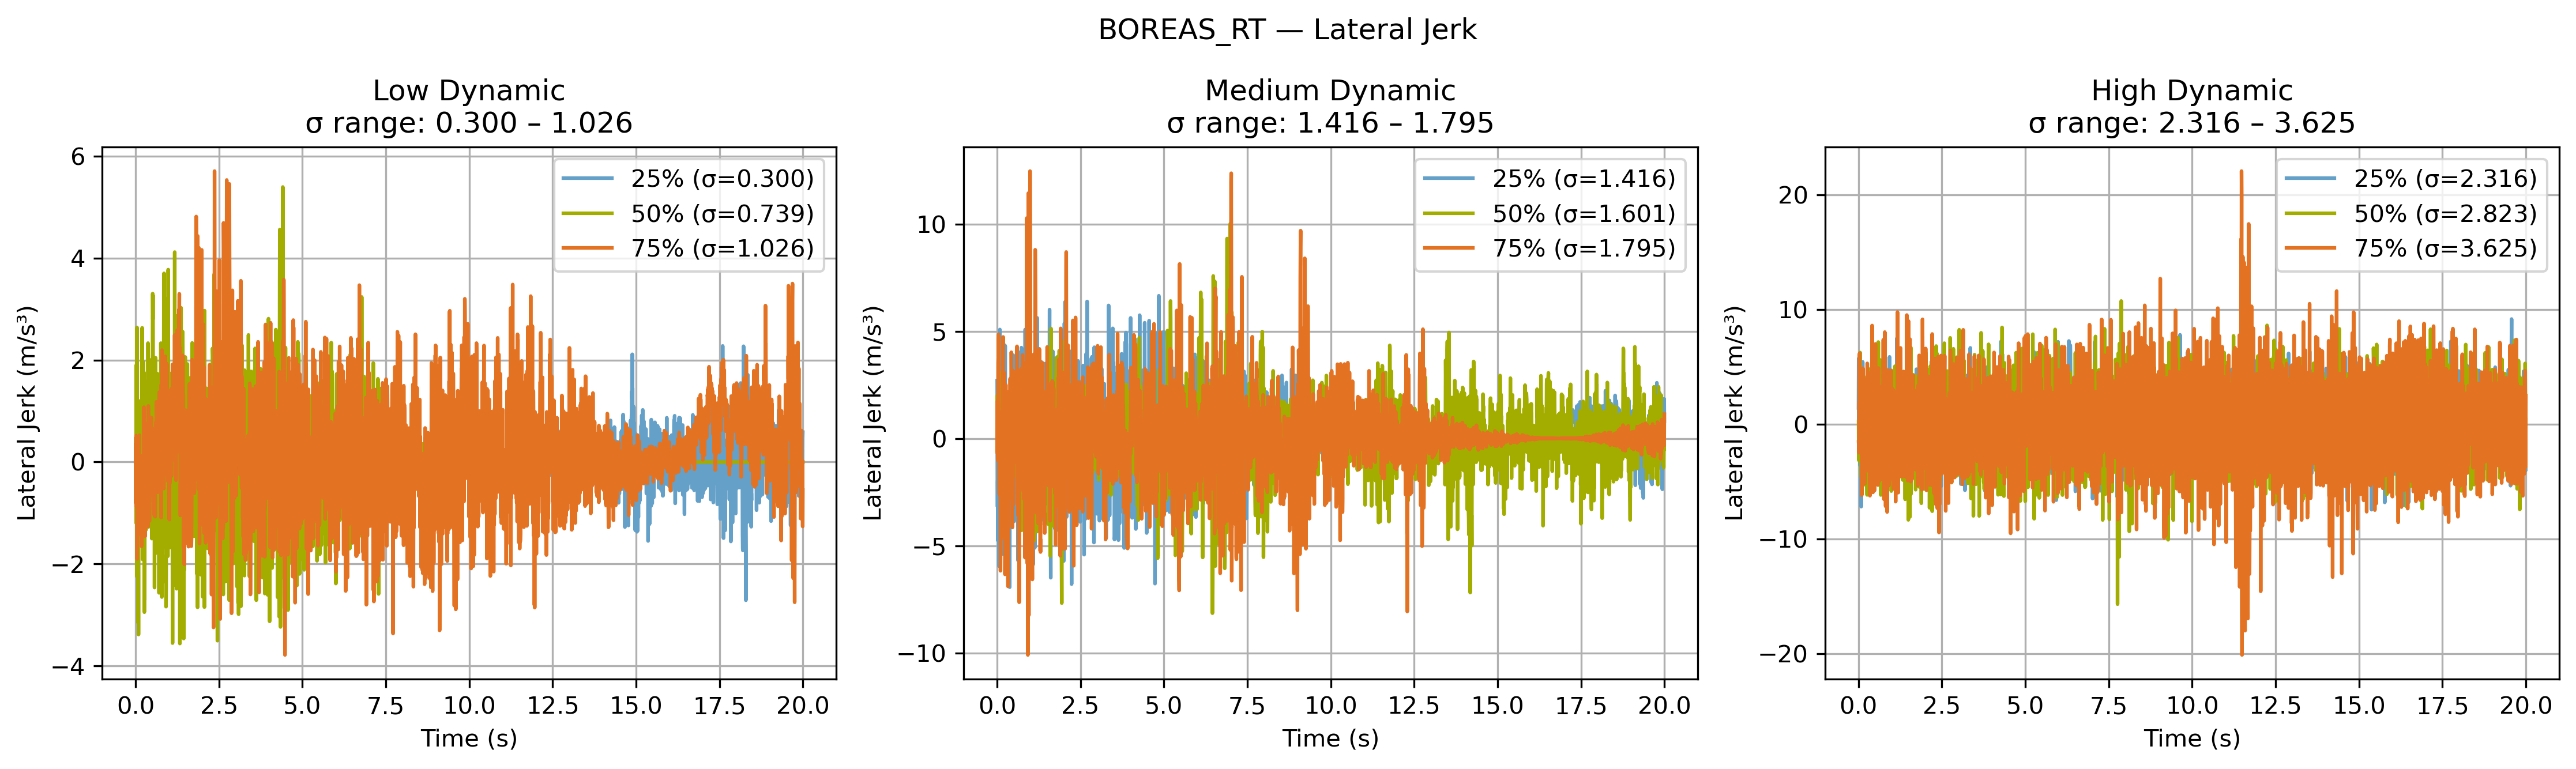 BOREAS_RT — Lateral Jerk
Low Dynamic
σ range: 0.300 – 1.026
25% (σ=0.300)
50% (σ=0.739)
75% (σ=1.026)
Lateral Jerk (m/s³)
6
4
2
0
−2
−4
0.0 2.5 5.0 7.5 10.0 12.5 15.0 17.5 20.0
Time (s)
Medium Dynamic
σ range: 1.416 – 1.795
25% (σ=1.416)
50% (σ=1.601)
75% (σ=1.795)
Lateral Jerk (m/s³)
10
5
0
−5
−10
0.0 2.5 5.0 7.5 10.0 12.5 15.0 17.5 20.0
Time (s)
High Dynamic
σ range: 2.316 – 3.625
25% (σ=2.316)
50% (σ=2.823)
75% (σ=3.625)
Lateral Jerk (m/s³)
20
10
0
−10
−20
0.0 2.5 5.0 7.5 10.0 12.5 15.0 17.5 20.0
Time (s)